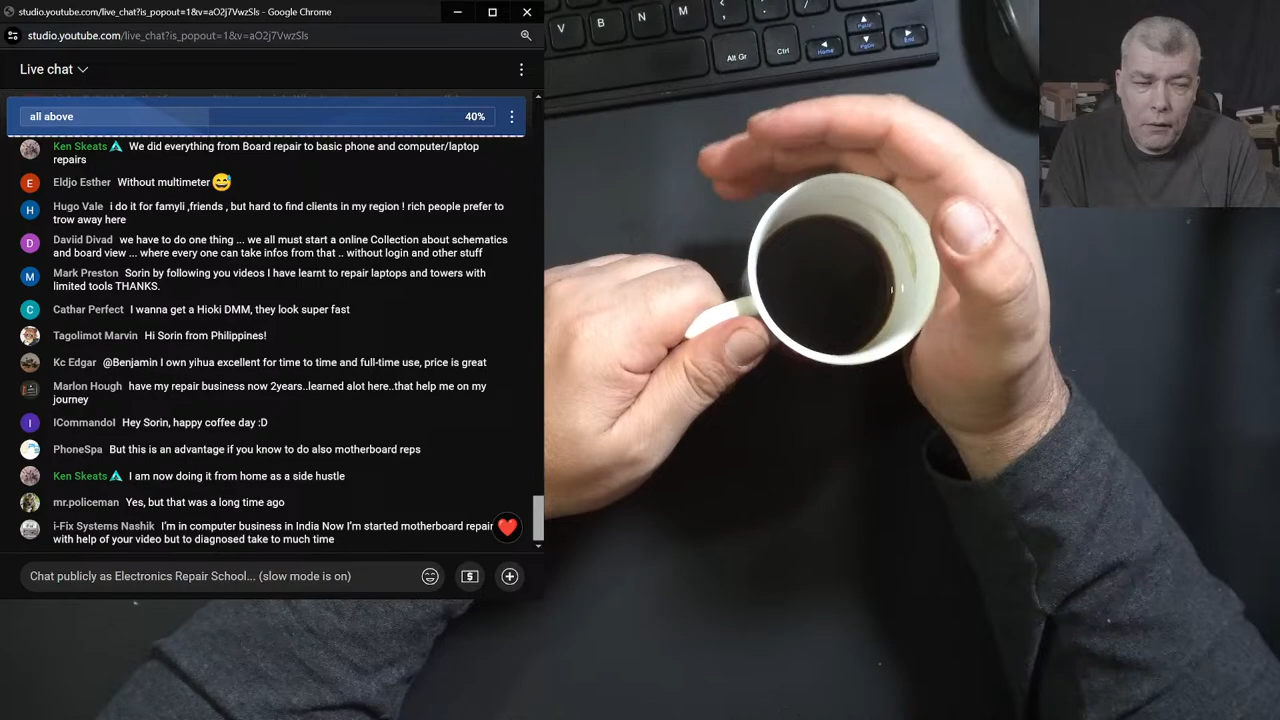 studio.youtube.com/live_chat?is_popout=1&v=aO2j7VwzSls - Google Chrome
studio.youtube.com/live_chat?is_popout=1&v=aO2j7VwzSls
Live chat
all above 40%
Ken Skeats We did everything from Board repair to basic phone and computer/laptop
repairs
Eldjo Esther Without multimeter😅
Hugo Vale i do it for famyli ,friends , but hard to find clients in my region ! rich people prefer to
trow away here
Daviid Divad we have to do one thing ... we all must start a online Collection about schematics
and board view ... where every one can take infos from that .. without login and other stuff
Mark Preston Sorin by following you videos I have learnt to repair laptops and towers with
limited tools THANKS.
Cathar Perfect I wanna get a Hioki DMM, they look super fast
Tagolimot Marvin Hi Sorin from Philippines!
Kc Edgar @Benjamin I own yihua excellent for time to time and full-time use, price is great
Marlon Hough have my repair business now 2years..learned alot here..that help me on my
journey
ICommandoI Hey Sorin, happy coffee day :D
PhoneSpa But this is an advantage if you know to do also motherboard reps
Ken Skeats I am now doing it from home as a side hustle
mr.policeman Yes, but that was a long time ago
i-Fix Systems Nashik I'm in computer business in India Now I'm started motherboard repair
with help of your video but to diagnosed take to much time
Chat publicly as Electronics Repair School... (slow mode is on)
V B N M
Alt Gr Ctrl Home PgUp PgDn End